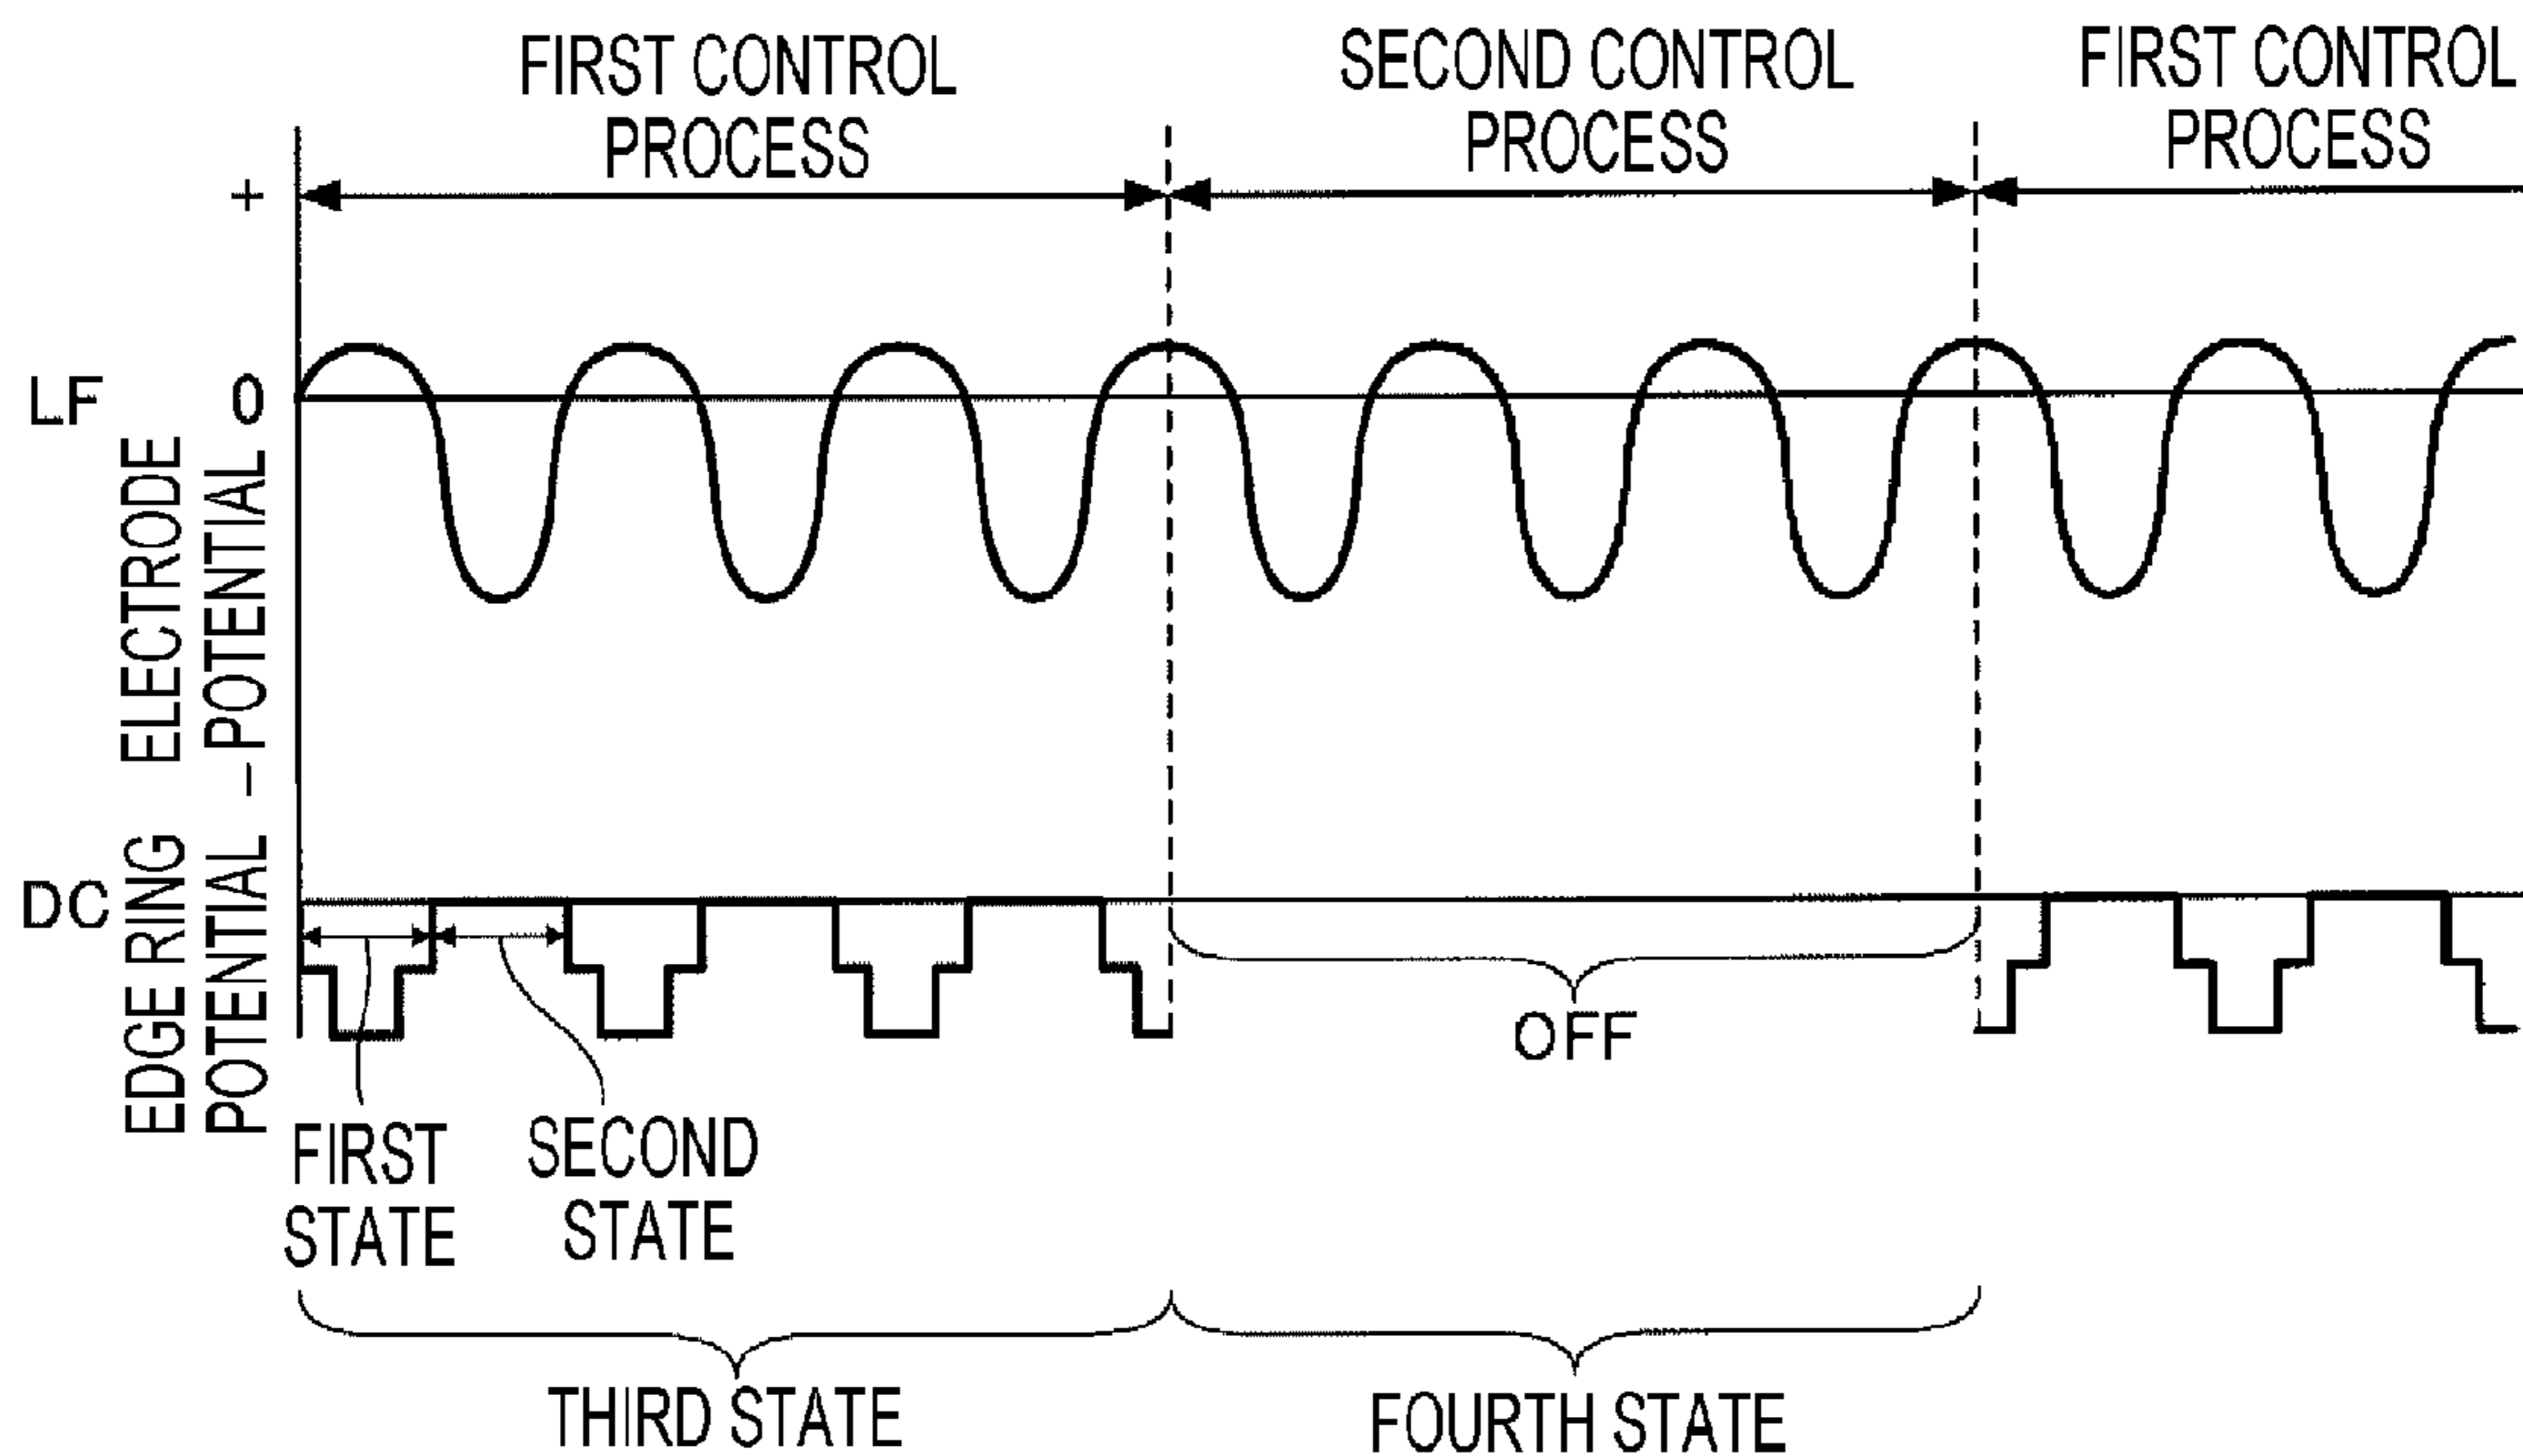 FIRST CONTROL
PROCESS
SECOND CONTROL
PROCESS
FIRST CONTROL
PROCESS
+
LF
0
ELECTRODE
POTENTIAL
−
DC
EDGE RING
POTENTIAL
OFF
FIRST
STATE
SECOND
STATE
THIRD STATE
FOURTH STATE